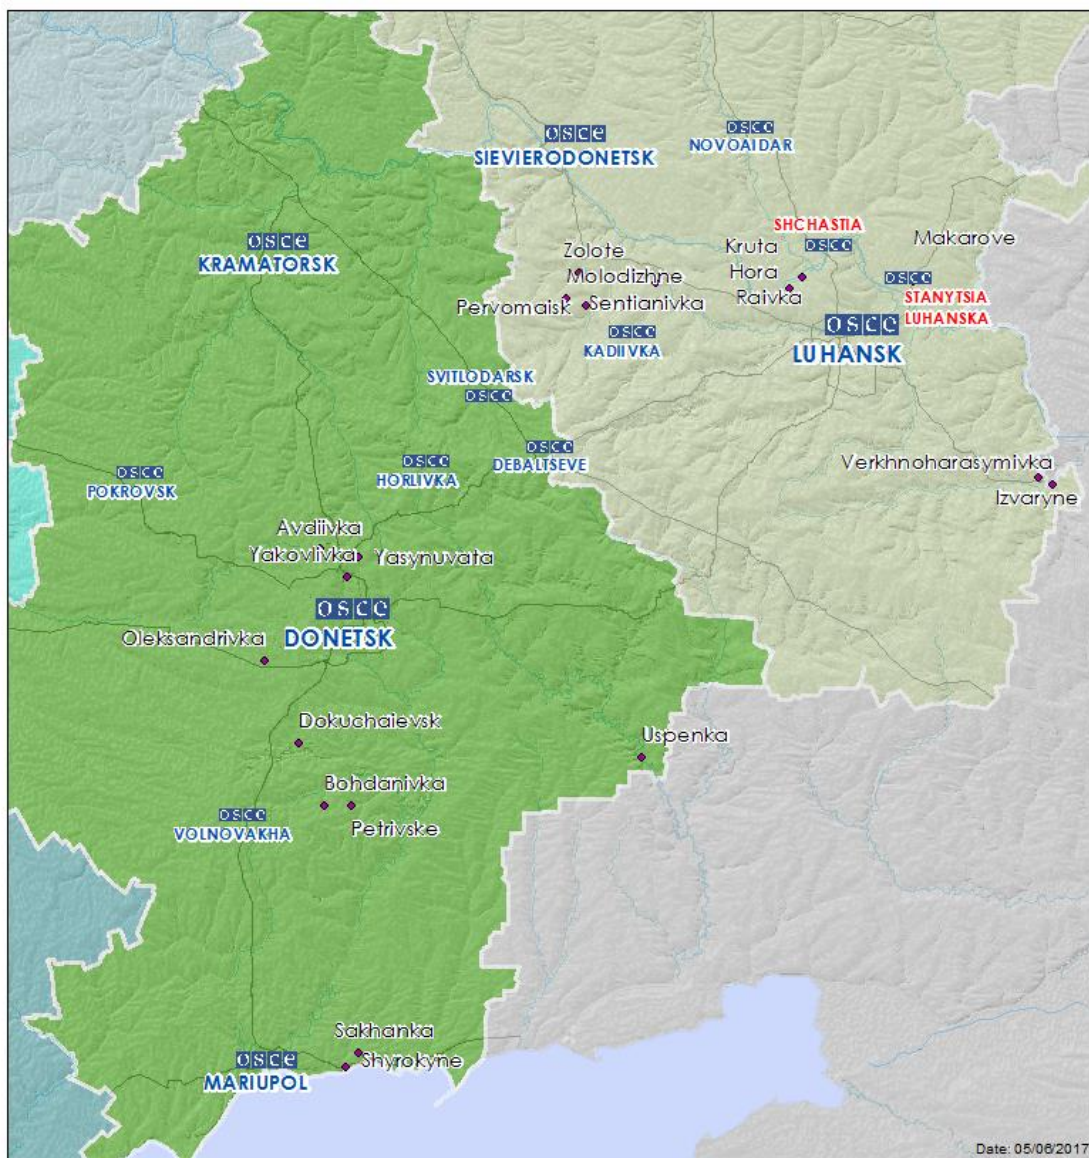 osce
SIEVIERODONETSK
osce
NOVOAIDAR
SHCHASTIA
osce
Makarove
osce
STANYTSIA
LUHANSKA
Kruta
Hora
Raivka
Zolote
Molodizhne
Pervomaisk
Sentianivka
osce
KRAMATORSK
osce
KADIIVKA
osce
LUHANSK
SVITLODARSK
osce
osce
DEBALTSEVE
osce
HORLIVKA
osce
POKROVSK
Verkhnoharasymivka
Izvaryne
Avdiivka
Yakovlivka
Yasynuvata
osce
DONETSK
Oleksandrivka
Dokuchaievsk
Uspenka
Bohdanivka
Petrivske
osce
VOLNOVAKHA
Sakhanka
Shyrokyne
osce
MARIUPOL
Date: 05/06/2017